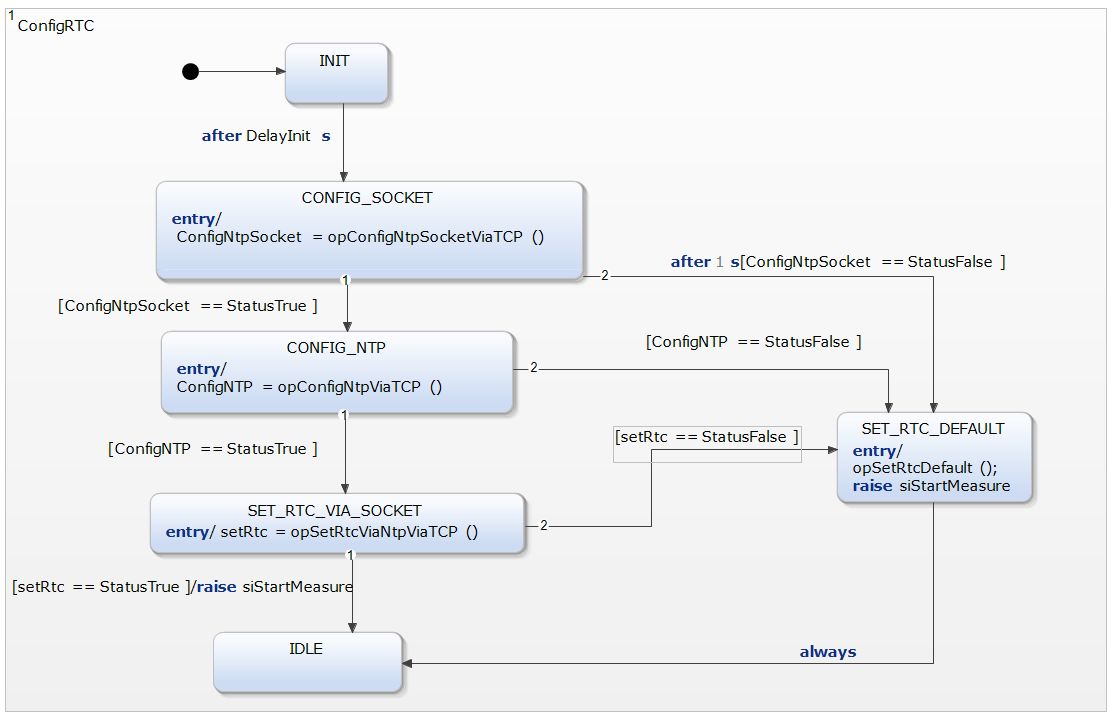 1
ConfigRTC
INIT
after DelayInit s
CONFIG_SOCKET
entry/
ConfigNtpSocket = opConfigNtpSocketViaTCP ()
1
2
after 1 s[ConfigNtpSocket == StatusFalse ]
[ConfigNtpSocket == StatusTrue ]
CONFIG_NTP
entry/
ConfigNTP = opConfigNtpViaTCP ()
1
2
[ConfigNTP == StatusFalse ]
[ConfigNTP == StatusTrue ]
[setRtc == StatusFalse ]
SET_RTC_DEFAULT
entry/
opSetRtcDefault ();
raise siStartMeasure
SET_RTC_VIA_SOCKET
entry/ setRtc = opSetRtcViaNtpViaTCP ()
1
2
[setRtc == StatusTrue ]/raise siStartMeasure
IDLE
always